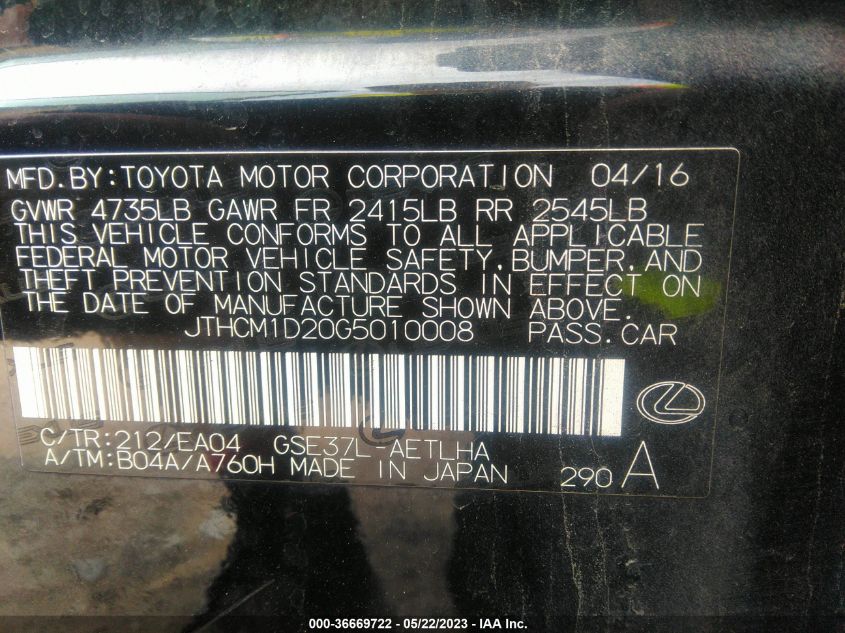 MFD.BY:TOYOTA MOTOR CORPORATION 04/16
GVWR 4735LB GAWR FR 2415LB RR 2545LB
THIS VEHICLE CONFORMS TO ALL APPLICABLE
FEDERAL MOTOR VEHICLE SAFETY,BUMPER,AND
THEFT PREVENTION STANDARDS IN EFFECT ON
THE DATE OF MANUFACTURE SHOWN ABOVE.
JTHCM1D20G5010008 PASS.CAR
C/TR:212/EA04 GSE37L-AETLHA
A/TM:B04A/A760H MADE IN JAPAN 290 A
000-36669722 - 05/22/2023 - IAA Inc.